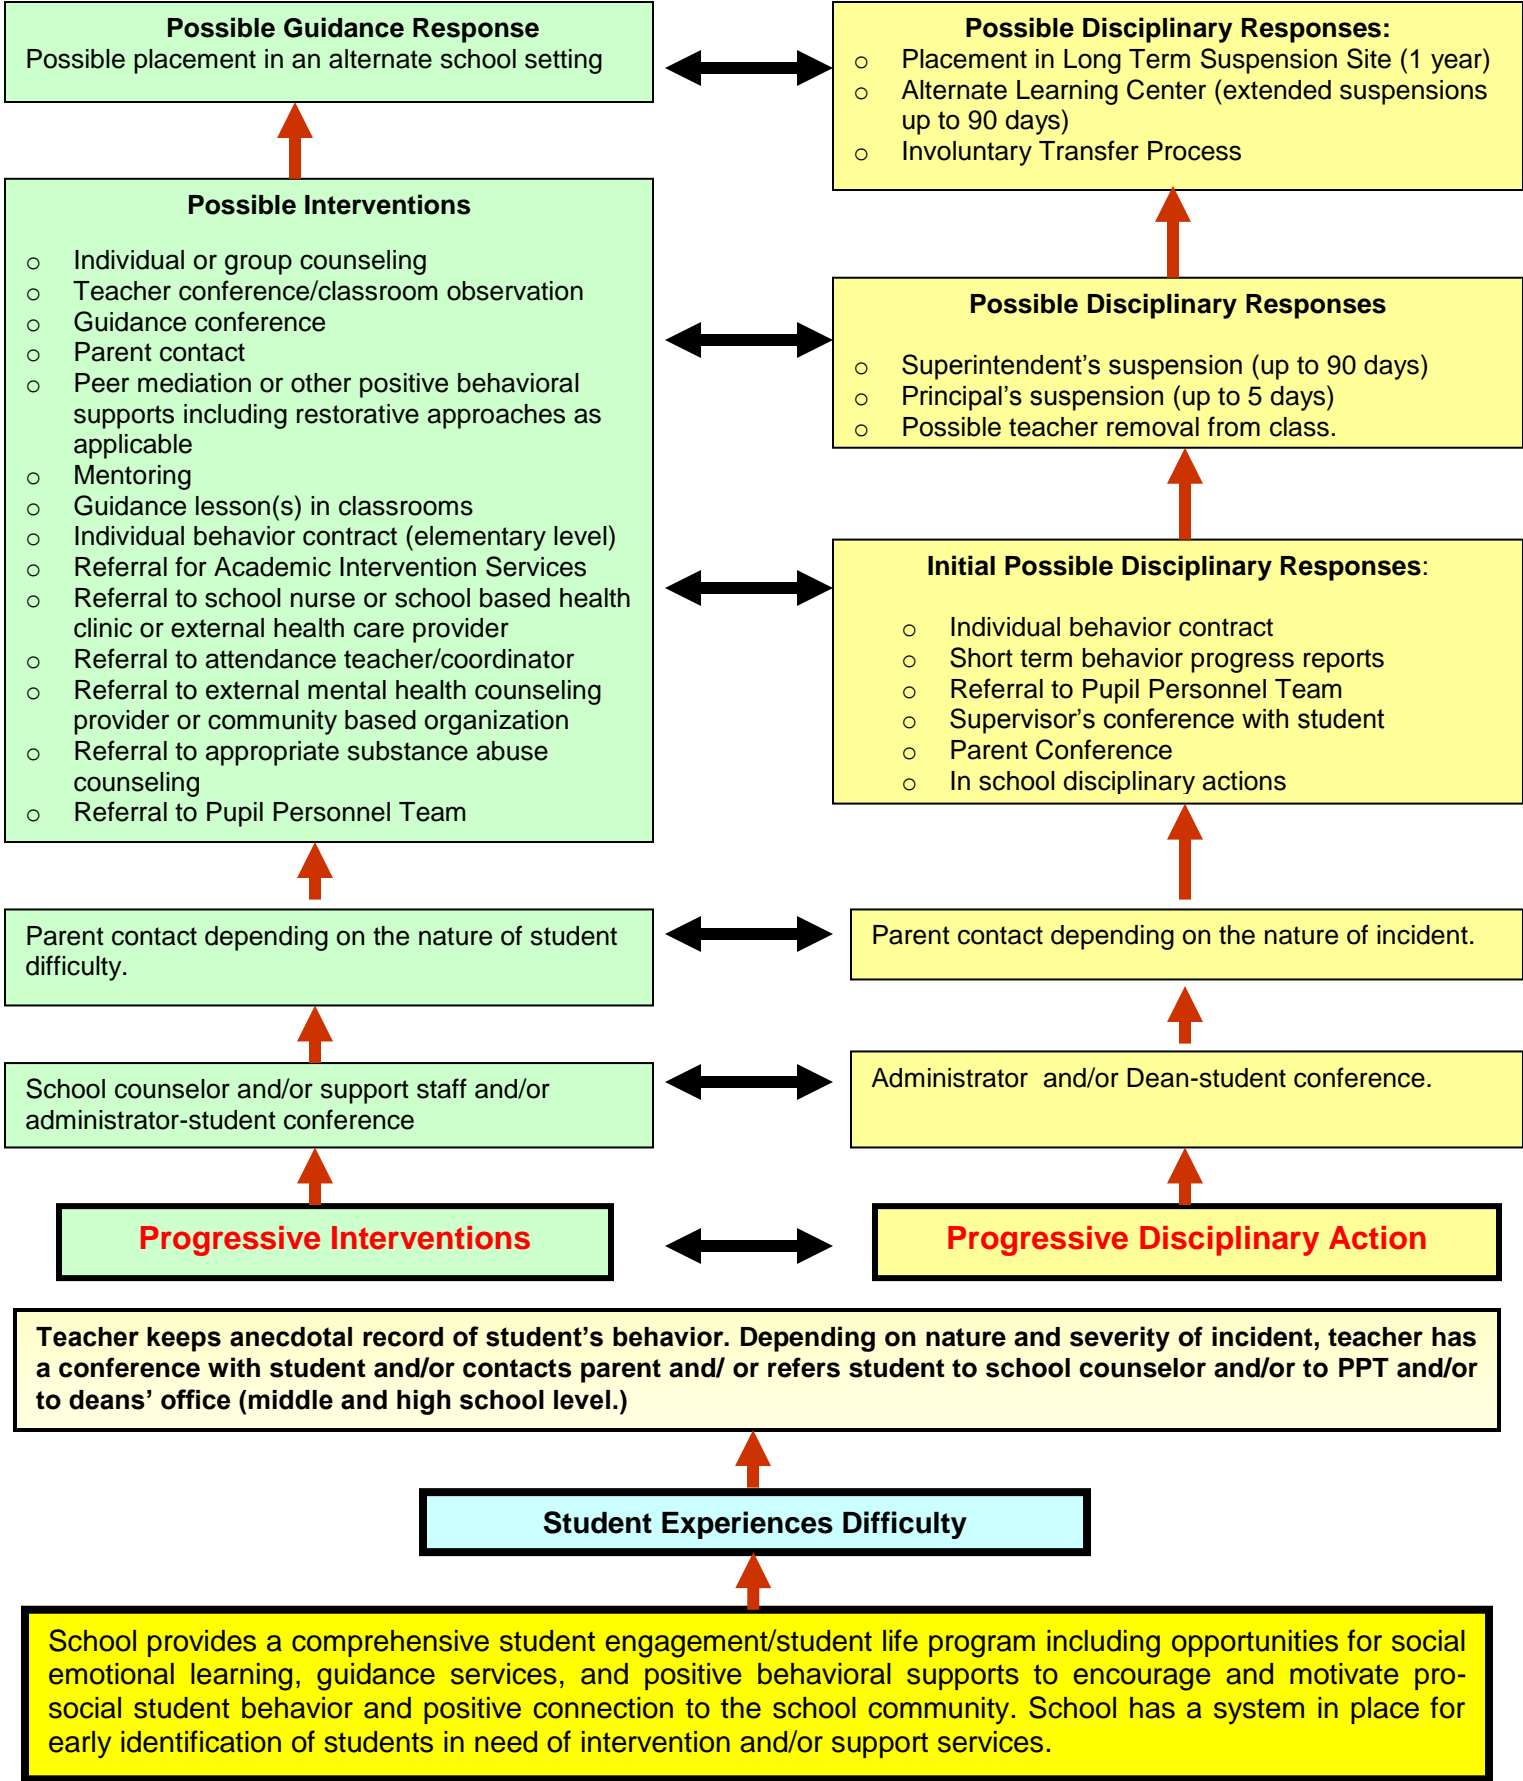 Possible Guidance Response
Possible placement in an alternate school setting
Possible Disciplinary Responses:
o Placement in Long Term Suspension Site (1 year)
o Alternate Learning Center (extended suspensions
up to 90 days)
o Involuntary Transfer Process
Possible Interventions
o Individual or group counseling
o Teacher conference/classroom observation
o Guidance conference
o Parent contact
o Peer mediation or other positive behavioral
supports including restorative approaches as
applicable
o Mentoring
o Guidance lesson(s) in classrooms
o Individual behavior contract (elementary level)
o Referral for Academic Intervention Services
o Referral to school nurse or school based health
clinic or external health care provider
o Referral to attendance teacher/coordinator
o Referral to external mental health counseling
provider or community based organization
o Referral to appropriate substance abuse
counseling
o Referral to Pupil Personnel Team
Possible Disciplinary Responses
o Superintendent's suspension (up to 90 days)
o Principal's suspension (up to 5 days)
o Possible teacher removal from class.
Initial Possible Disciplinary Responses:
o Individual behavior contract
o Short term behavior progress reports
o Referral to Pupil Personnel Team
o Supervisor's conference with student
o Parent Conference
o In school disciplinary actions
Parent contact depending on the nature of student
difficulty.
Parent contact depending on the nature of incident.
School counselor and/or support staff and/or
administrator-student conference
Administrator and/or Dean-student conference.
Progressive Interventions
Progressive Disciplinary Action
Teacher keeps anecdotal record of student's behavior. Depending on nature and severity of incident, teacher has
a conference with student and/or contacts parent and/ or refers student to school counselor and/or to PPT and/or
to deans' office (middle and high school level.)
Student Experiences Difficulty
School provides a comprehensive student engagement/student life program including opportunities for social
emotional learning, guidance services, and positive behavioral supports to encourage and motivate pro-
social student behavior and positive connection to the school community. School has a system in place for
early identification of students in need of intervention and/or support services.